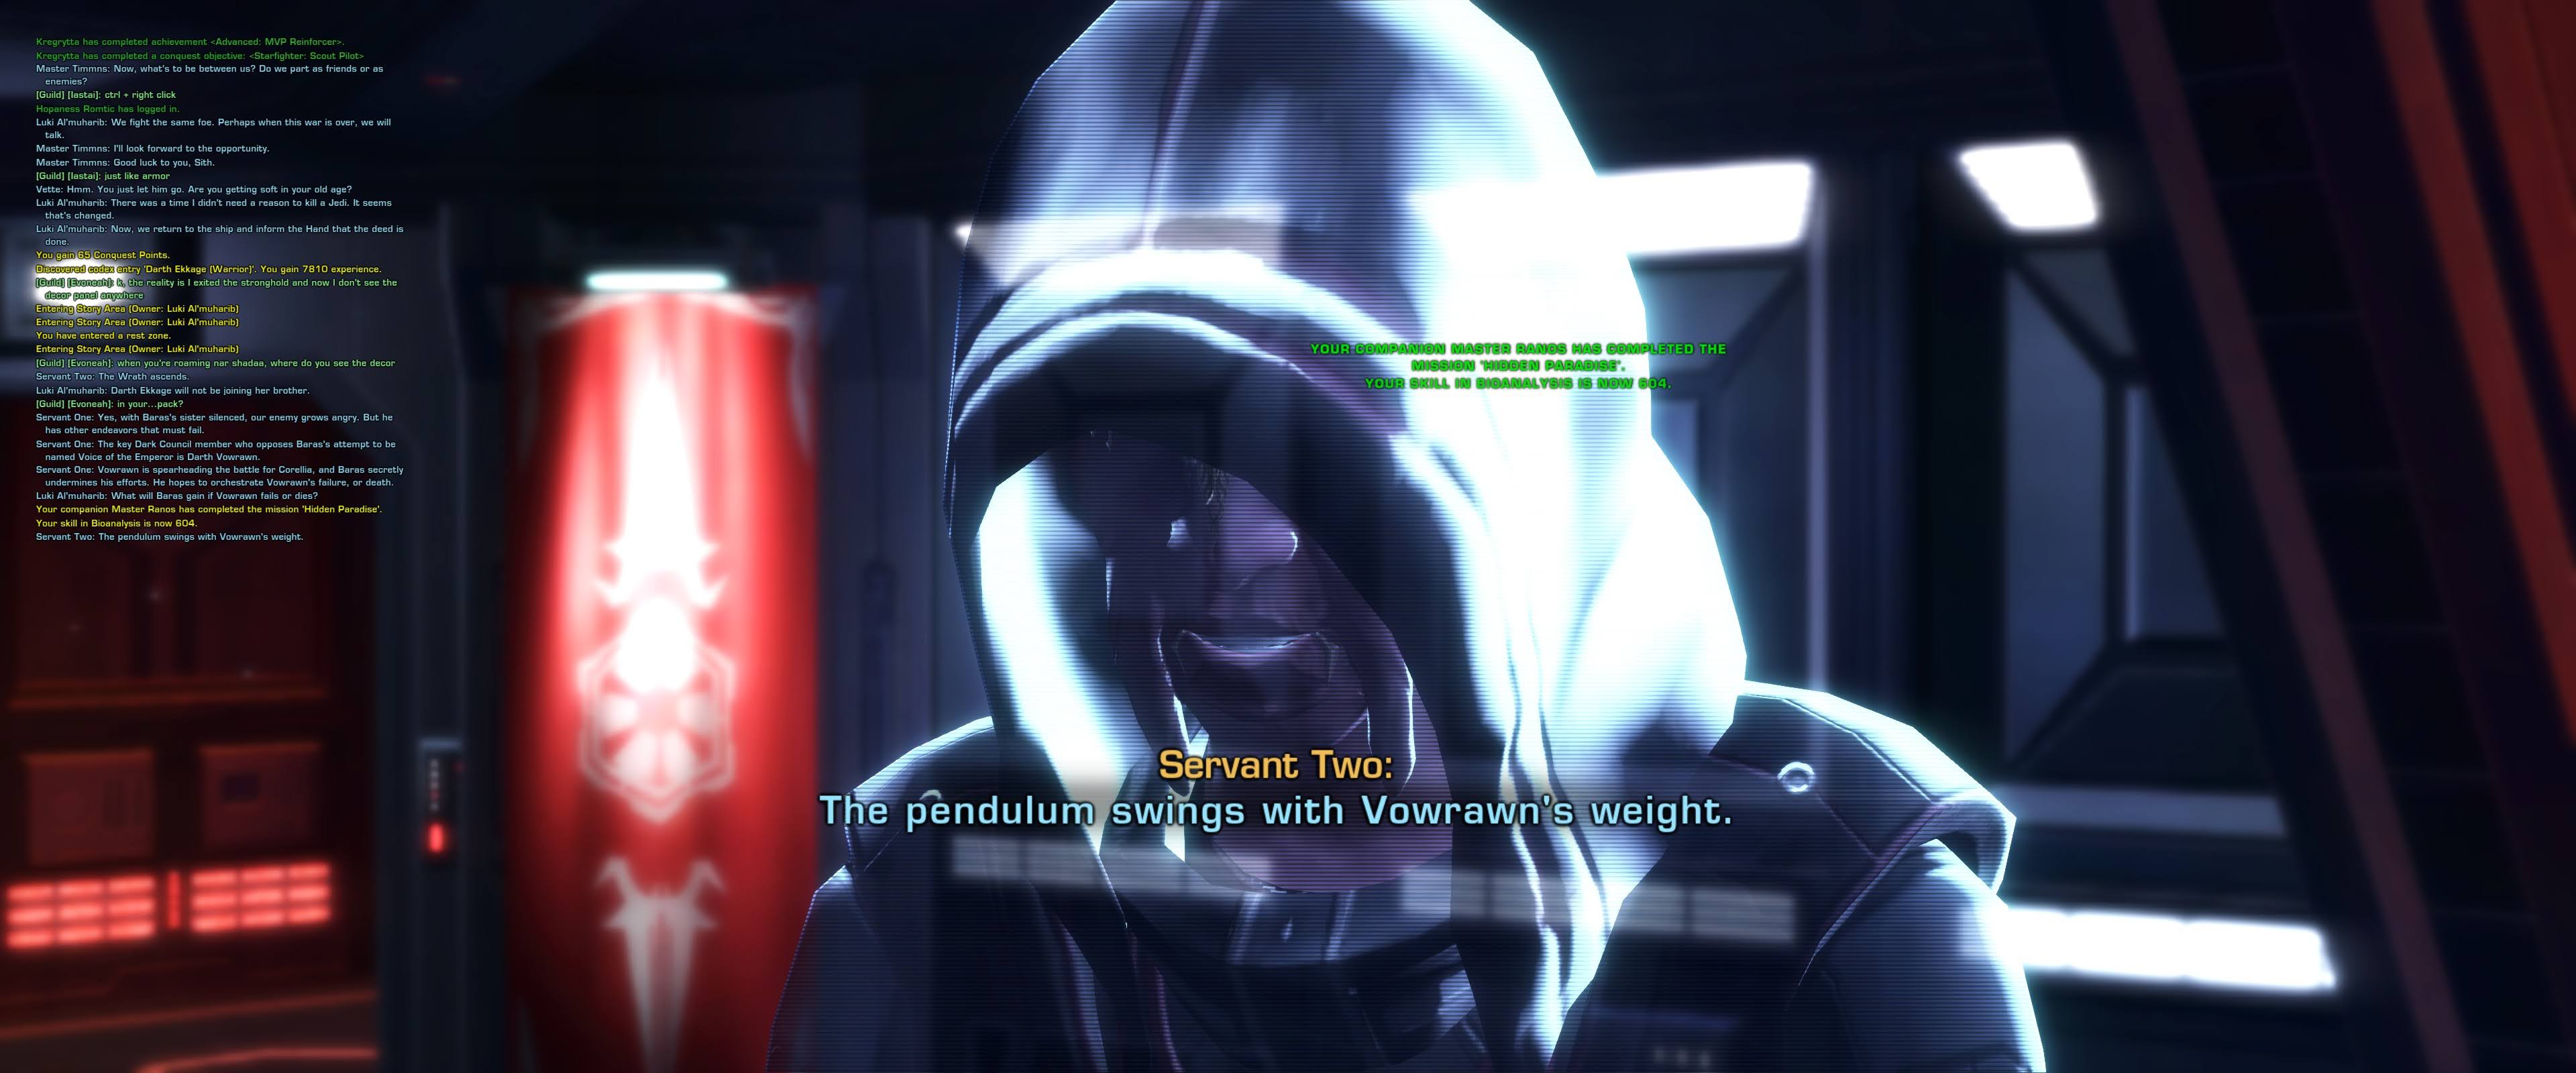 Kregrytta has completed achievement <Advanced: MVP Reinforcer>.
Kregrytta has completed a conquest objective: <Starfighter: Scout Pilot>
Master Timmns: Now, what's to be between us? Do we part as friends or as
enemies?
[Guild] [Iastai]: ctrl + right click
Hopaness Romtic has logged in.
Luki Al'muharib: We fight the same foe. Perhaps when this war is over, we will
talk.
Master Timmns: I'll look forward to the opportunity.
Master Timmns: Good luck to you, Sith.
[Guild] [Iastai]: just like armor
Vette: Hmm. You just let him go. Are you getting soft in your old age?
Luki Al'muharib: There was a time I didn't need a reason to kill a Jedi. It seems
that's changed.
Luki Al'muharib: Now, we return to the ship and inform the Hand that the deed is
done.
You gain 65 Conquest Points.
Discovered codex entry 'Darth Ekkage (Warrior)'. You gain 7810 experience.
[Guild] [Evoneah]: k, the reality is I exited the stronghold and now I don't see the
decor panel anywhere
Entering Story Area (Owner: Luki Al'muharib)
Entering Story Area (Owner: Luki Al'muharib)
You have entered a rest zone.
Entering Story Area (Owner: Luki Al'muharib)
[Guild] [Evoneah]: when you're roaming nar shadaa, where do you see the decor
Servant Two: The Wrath ascends.
Luki Al'muharib: Darth Ekkage will not be joining her brother.
[Guild] [Evoneah]: in your...pack?
Servant One: Yes, with Baras's sister silenced, our enemy grows angry. But he
has other endeavors that must fail.
Servant One: The key Dark Council member who opposes Baras's attempt to be
named Voice of the Emperor is Darth Vowrawn.
Servant One: Vowrawn is spearheading the battle for Corellia, and Baras secretly
undermines his efforts. He hopes to orchestrate Vowrawn's failure, or death.
Luki Al'muharib: What will Baras gain if Vowrawn fails or dies?
Your companion Master Ranos has completed the mission 'Hidden Paradise'.
Your skill in Bioanalysis is now 604.
Servant Two: The pendulum swings with Vowrawn's weight.
YOUR COMPANION MASTER RANOS HAS COMPLETED THE
MISSION 'HIDDEN PARADISE'.
YOUR SKILL IN BIOANALYSIS IS NOW 604.
Servant Two:
The pendulum swings with Vowrawn's weight.